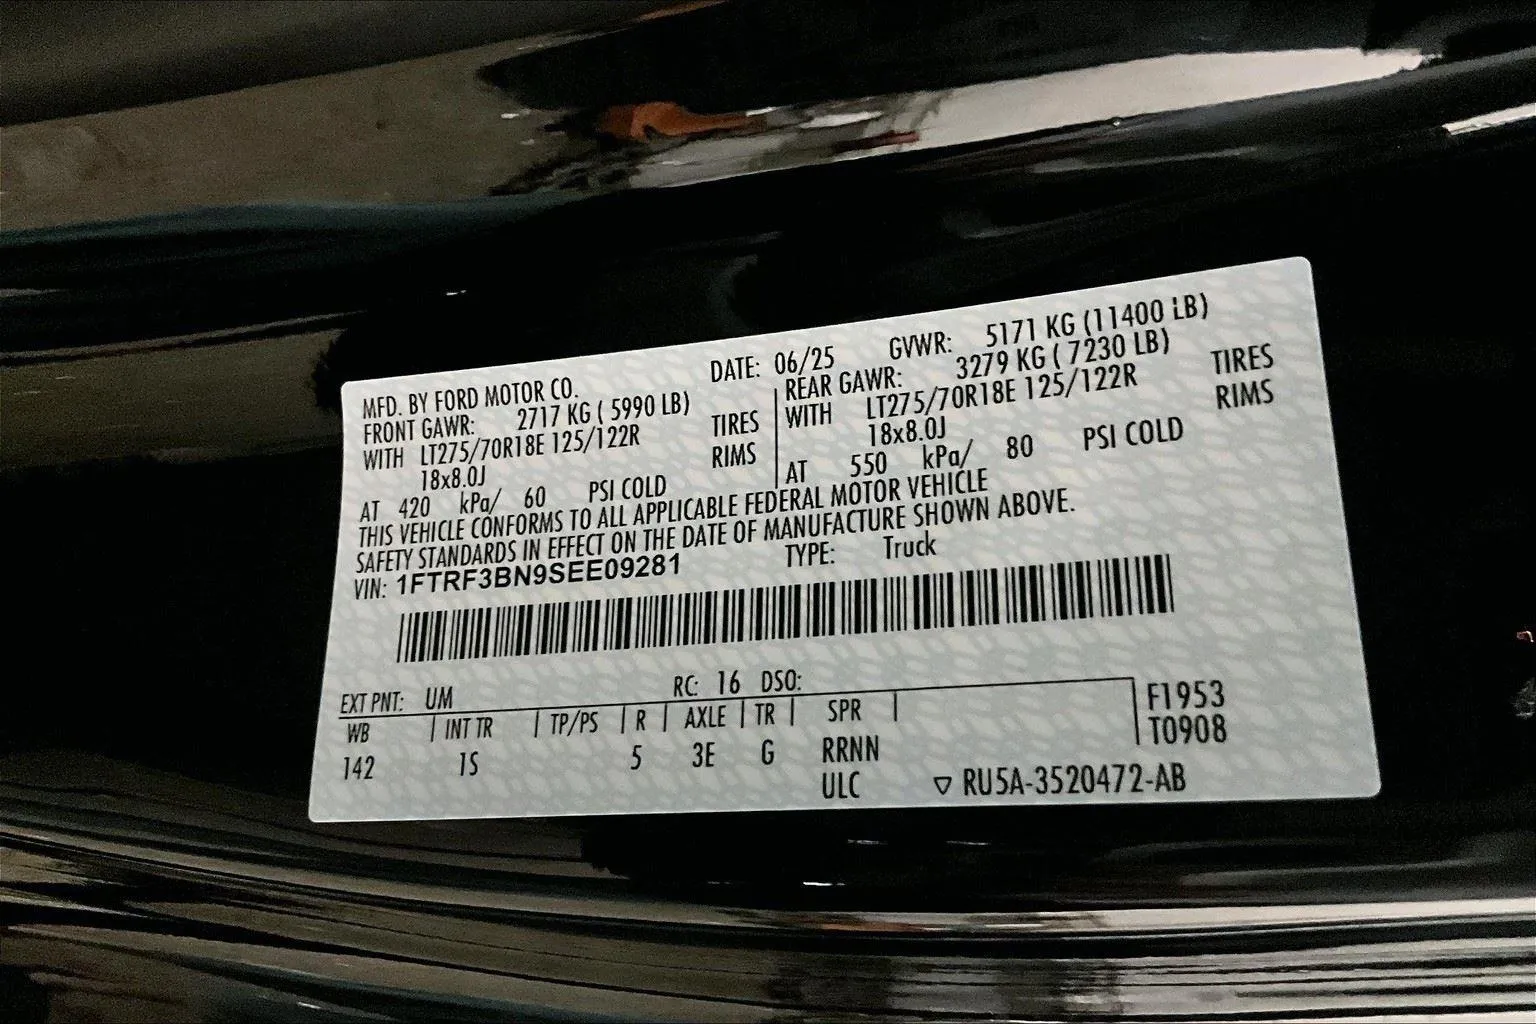 MFD. BY FORD MOTOR CO.
DATE: 06/25
GVWR: 5171 KG (11400 LB)
FRONT GAWR: 2717 KG ( 5990 LB)
WITH LT275/70R18E 125/122R TIRES
18x8.0J RIMS
AT 420 kPa/ 60 PSI COLD
REAR GAWR: 3279 KG ( 7230 LB)
WITH LT275/70R18E 125/122R TIRES
18x8.0J RIMS
AT 550 kPa/ 80 PSI COLD
THIS VEHICLE CONFORMS TO ALL APPLICABLE FEDERAL MOTOR VEHICLE
SAFETY STANDARDS IN EFFECT ON THE DATE OF MANUFACTURE SHOWN ABOVE.
VIN: 1FTRF3BN9SEE09281
TYPE: Truck
EXT PNT: UM RC: 16 DSO:
WB | INT TR | TP/PS | R | AXLE | TR | SPR |
142 1S 5 3E G RRNN
ULC ▽ RU5A-3520472-AB
F1953
T0908